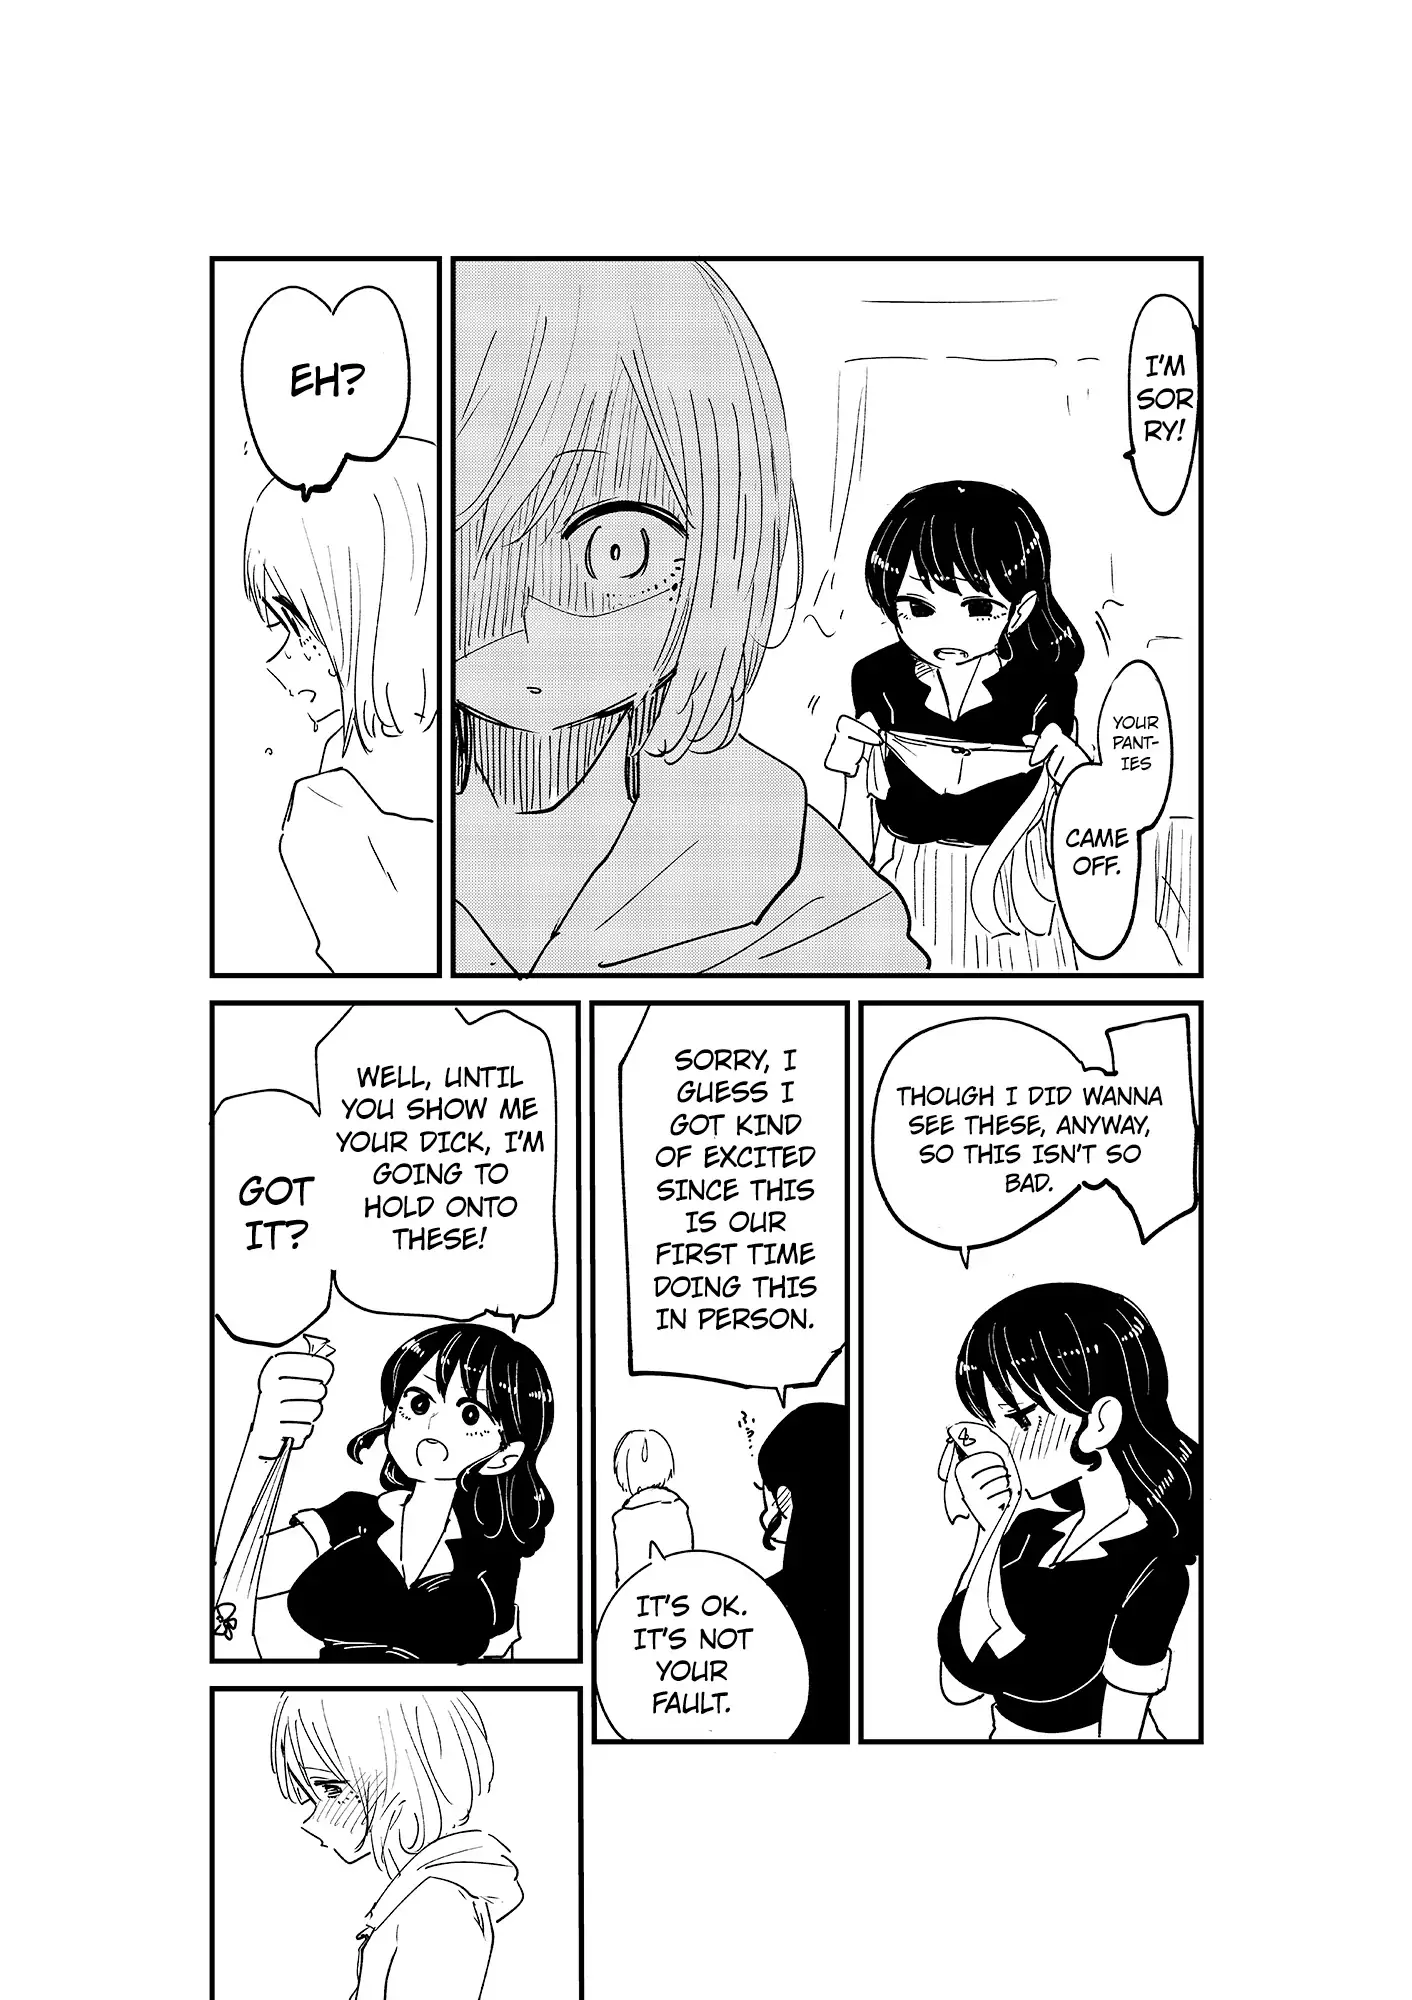 I'M
SOR
RY!
YOUR
PANT-
IES
CAME
OFF.
EH?
THOUGH I DID WANNA
SEE THESE, ANYWAY,
SO THIS ISN'T SO
BAD.
SORRY, I
GUESS I
GOT KIND
OF EXCITED
SINCE THIS
IS OUR
FIRST TIME
DOING THIS
IN PERSON.
IT'S OK.
IT'S NOT
YOUR
FAULT.
WELL, UNTIL
YOU SHOW ME
YOUR DICK, I'M
GOING TO
HOLD ONTO
THESE!
GOT
IT?